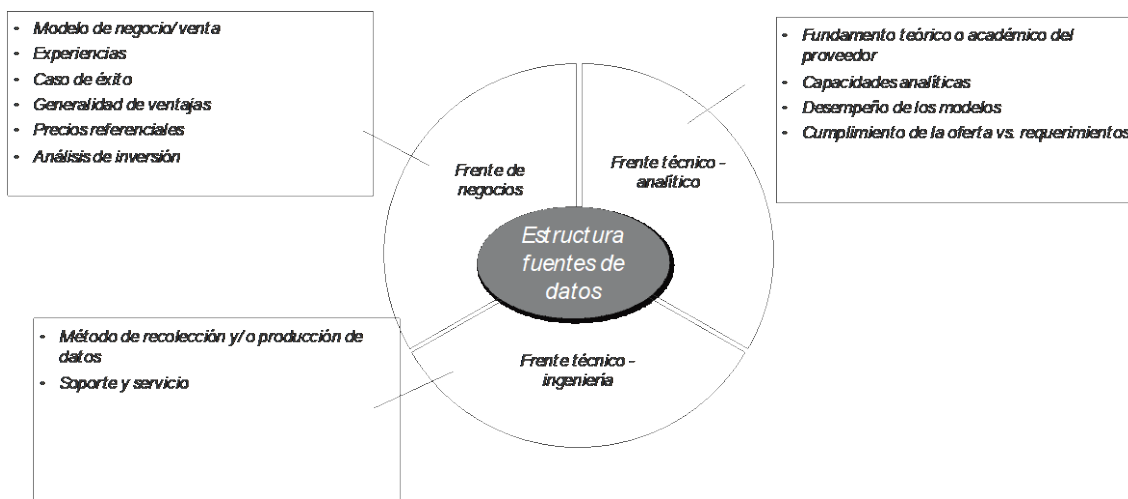 • Modelo de negocio/venta
• Experiencias
• Caso de éxito
• Generalidad de ventajas
• Precios referenciales
• Análisis de inversión
• Fundamento teórico o académico del
proveedor
• Capacidades analíticas
• Desempeño de los modelos
• Cumplimiento de la oferta vs. requerimientos
Frente de
negocios
Frente técnico –
analítico
Estructura
fuentes de
datos
• Método de recolección y/o producción de
datos
• Soporte y servicio
Frente técnico –
ingeniería